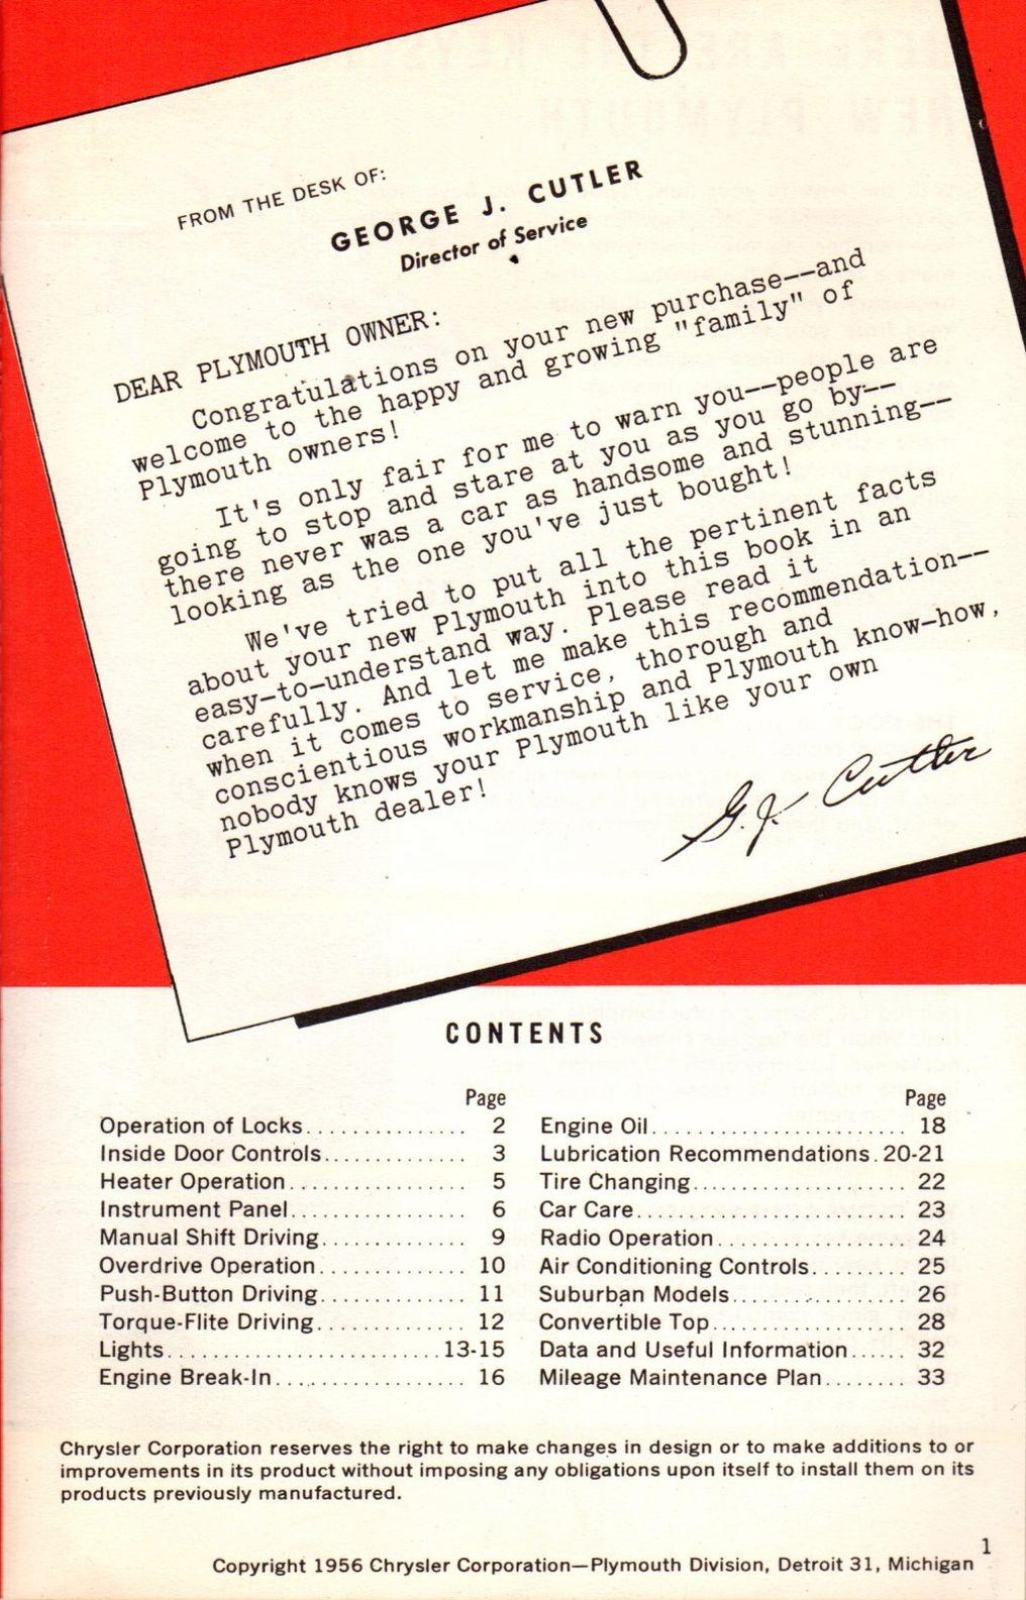 FROM THE DESK OF:
GEORGE J. CUTLER
Director of Service
DEAR PLYMOUTH OWNER:
Congratulations on your new purchase--and
welcome to the happy and growing "family" of
Plymouth owners!
It's only fair for me to warn you--people are
going to stop and stare at you as you go by--
there never was a car as handsome and stunning--
looking as the one you've just bought!
We've tried to put all the pertinent facts
about your new Plymouth into this book in an
easy-to-understand way. Please read it
carefully. And let me make this recommendation--
when it comes to service, thorough and
conscientious workmanship and Plymouth know-how,
nobody knows your Plymouth like your own
Plymouth dealer!
G. J. Cutler
CONTENTS
Page
Operation of Locks............... 2
Inside Door Controls.............. 3
Heater Operation................. 5
Instrument Panel................. 6
Manual Shift Driving.............. 9
Overdrive Operation.............. 10
Push-Button Driving.............. 11
Torque-Flite Driving.............. 12
Lights..........................13-15
Engine Break-In................... 16
Page
Engine Oil......................... 18
Lubrication Recommendations.20-21
Tire Changing..................... 22
Car Care.......................... 23
Radio Operation.................. 24
Air Conditioning Controls......... 25
Suburban Models................. 26
Convertible Top................... 28
Data and Useful Information...... 32
Mileage Maintenance Plan........ 33
Chrysler Corporation reserves the right to make changes in design or to make additions to or
improvements in its product without imposing any obligations upon itself to install them on its
products previously manufactured.
1
Copyright 1956 Chrysler Corporation—Plymouth Division, Detroit 31, Michigan